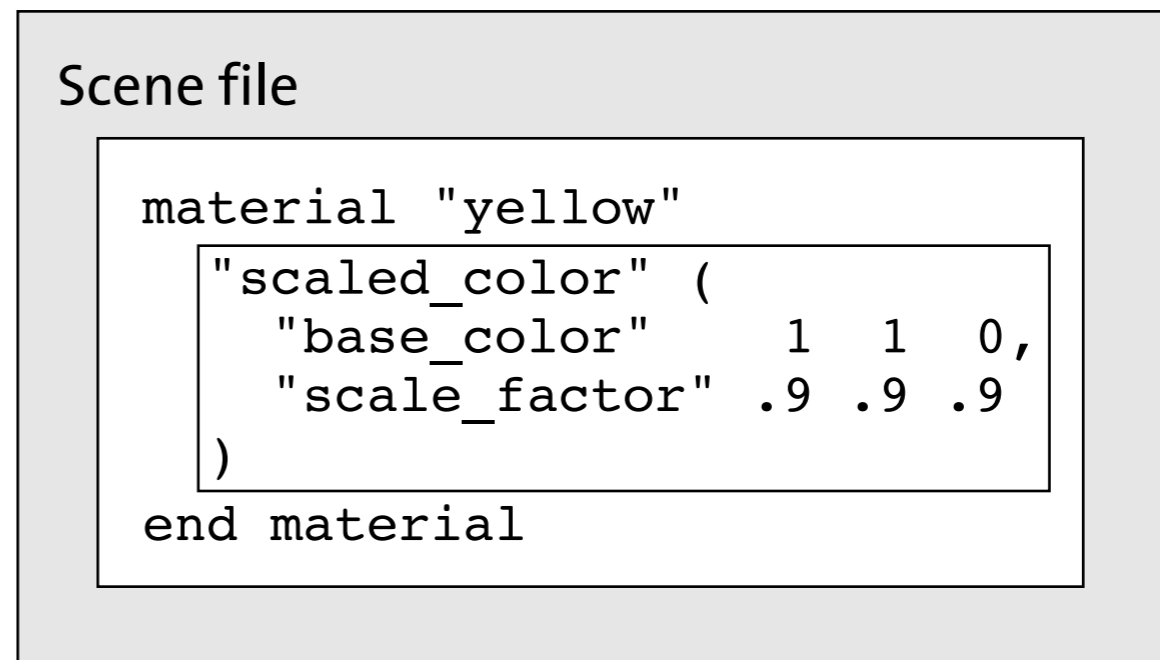 Scene file
material "yellow"
"scaled_color" (
"base_color" 1 1 0,
"scale_factor" .9 .9 .9
)
end material